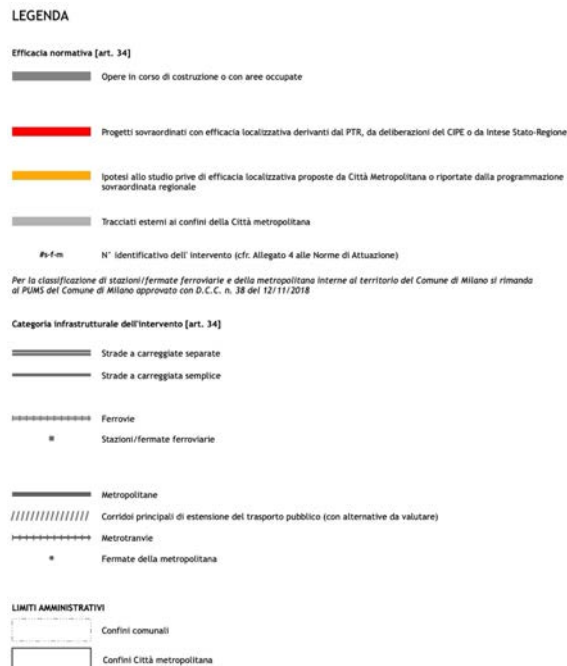 LEGENDA
Efficacia normativa [art. 34]
Opere in corso di costruzione o con aree occupate
Progetti sovraordinati con efficacia localizzativa derivanti dal PTR, da deliberazioni del CIPE o da Intese Stato-Regione
Ipotesi allo studio prive di efficacia localizzativa proposte da Città Metropolitana o riportate dalla programmazione
sovraordinata regionale
Tracciati esterni ai confini della Città metropolitana
#s-f-m N° Identificativo dell' intervento (cfr. Allegato 4 alle Norme di Attuazione)
Per la classificazione di stazioni/fermate ferroviarie e della metropolitana interne al territorio del Comune di Milano si rimanda
al PUMS del Comune di Milano approvato con D.C.C. n. 38 del 12/11/2018
Categoria infrastrutturale dell'intervento [art. 34]
Strade a carreggiate separate
Strade a carreggiata semplice
Ferrovie
Stazioni/fermate ferroviarie
Metropolitane
Corridoi principali di estensione del trasporto pubblico (con alternative da valutare)
Metrotranvie
Fermate della metropolitana
LIMITI AMMINISTRATIVI
Confini comunali
Confini Città metropolitana